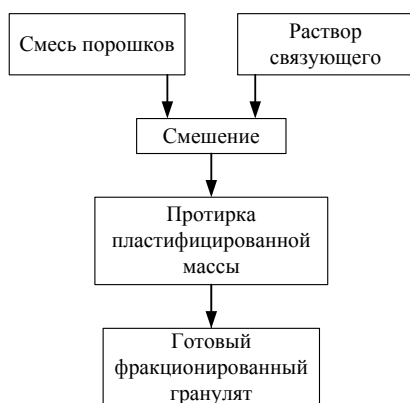 Смесь порошков
Раствор
связующего
Смешение
Протирка
пластифицированной
массы
Готовый
фракционированный
гранулят